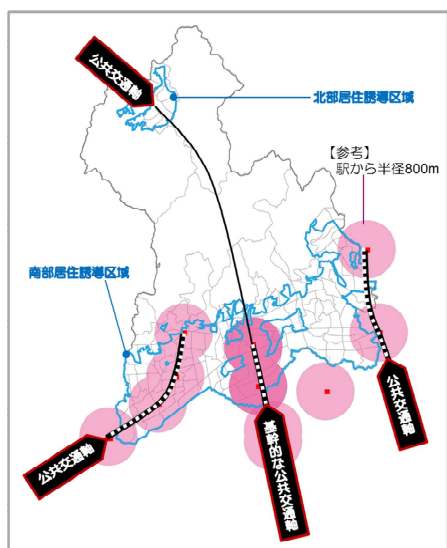 公共交通軸
北部居住誘導区域
【参考】
駅から半径800m
南部居住誘導区域
公共交通軸
基幹的な公共交通軸
公共交通軸